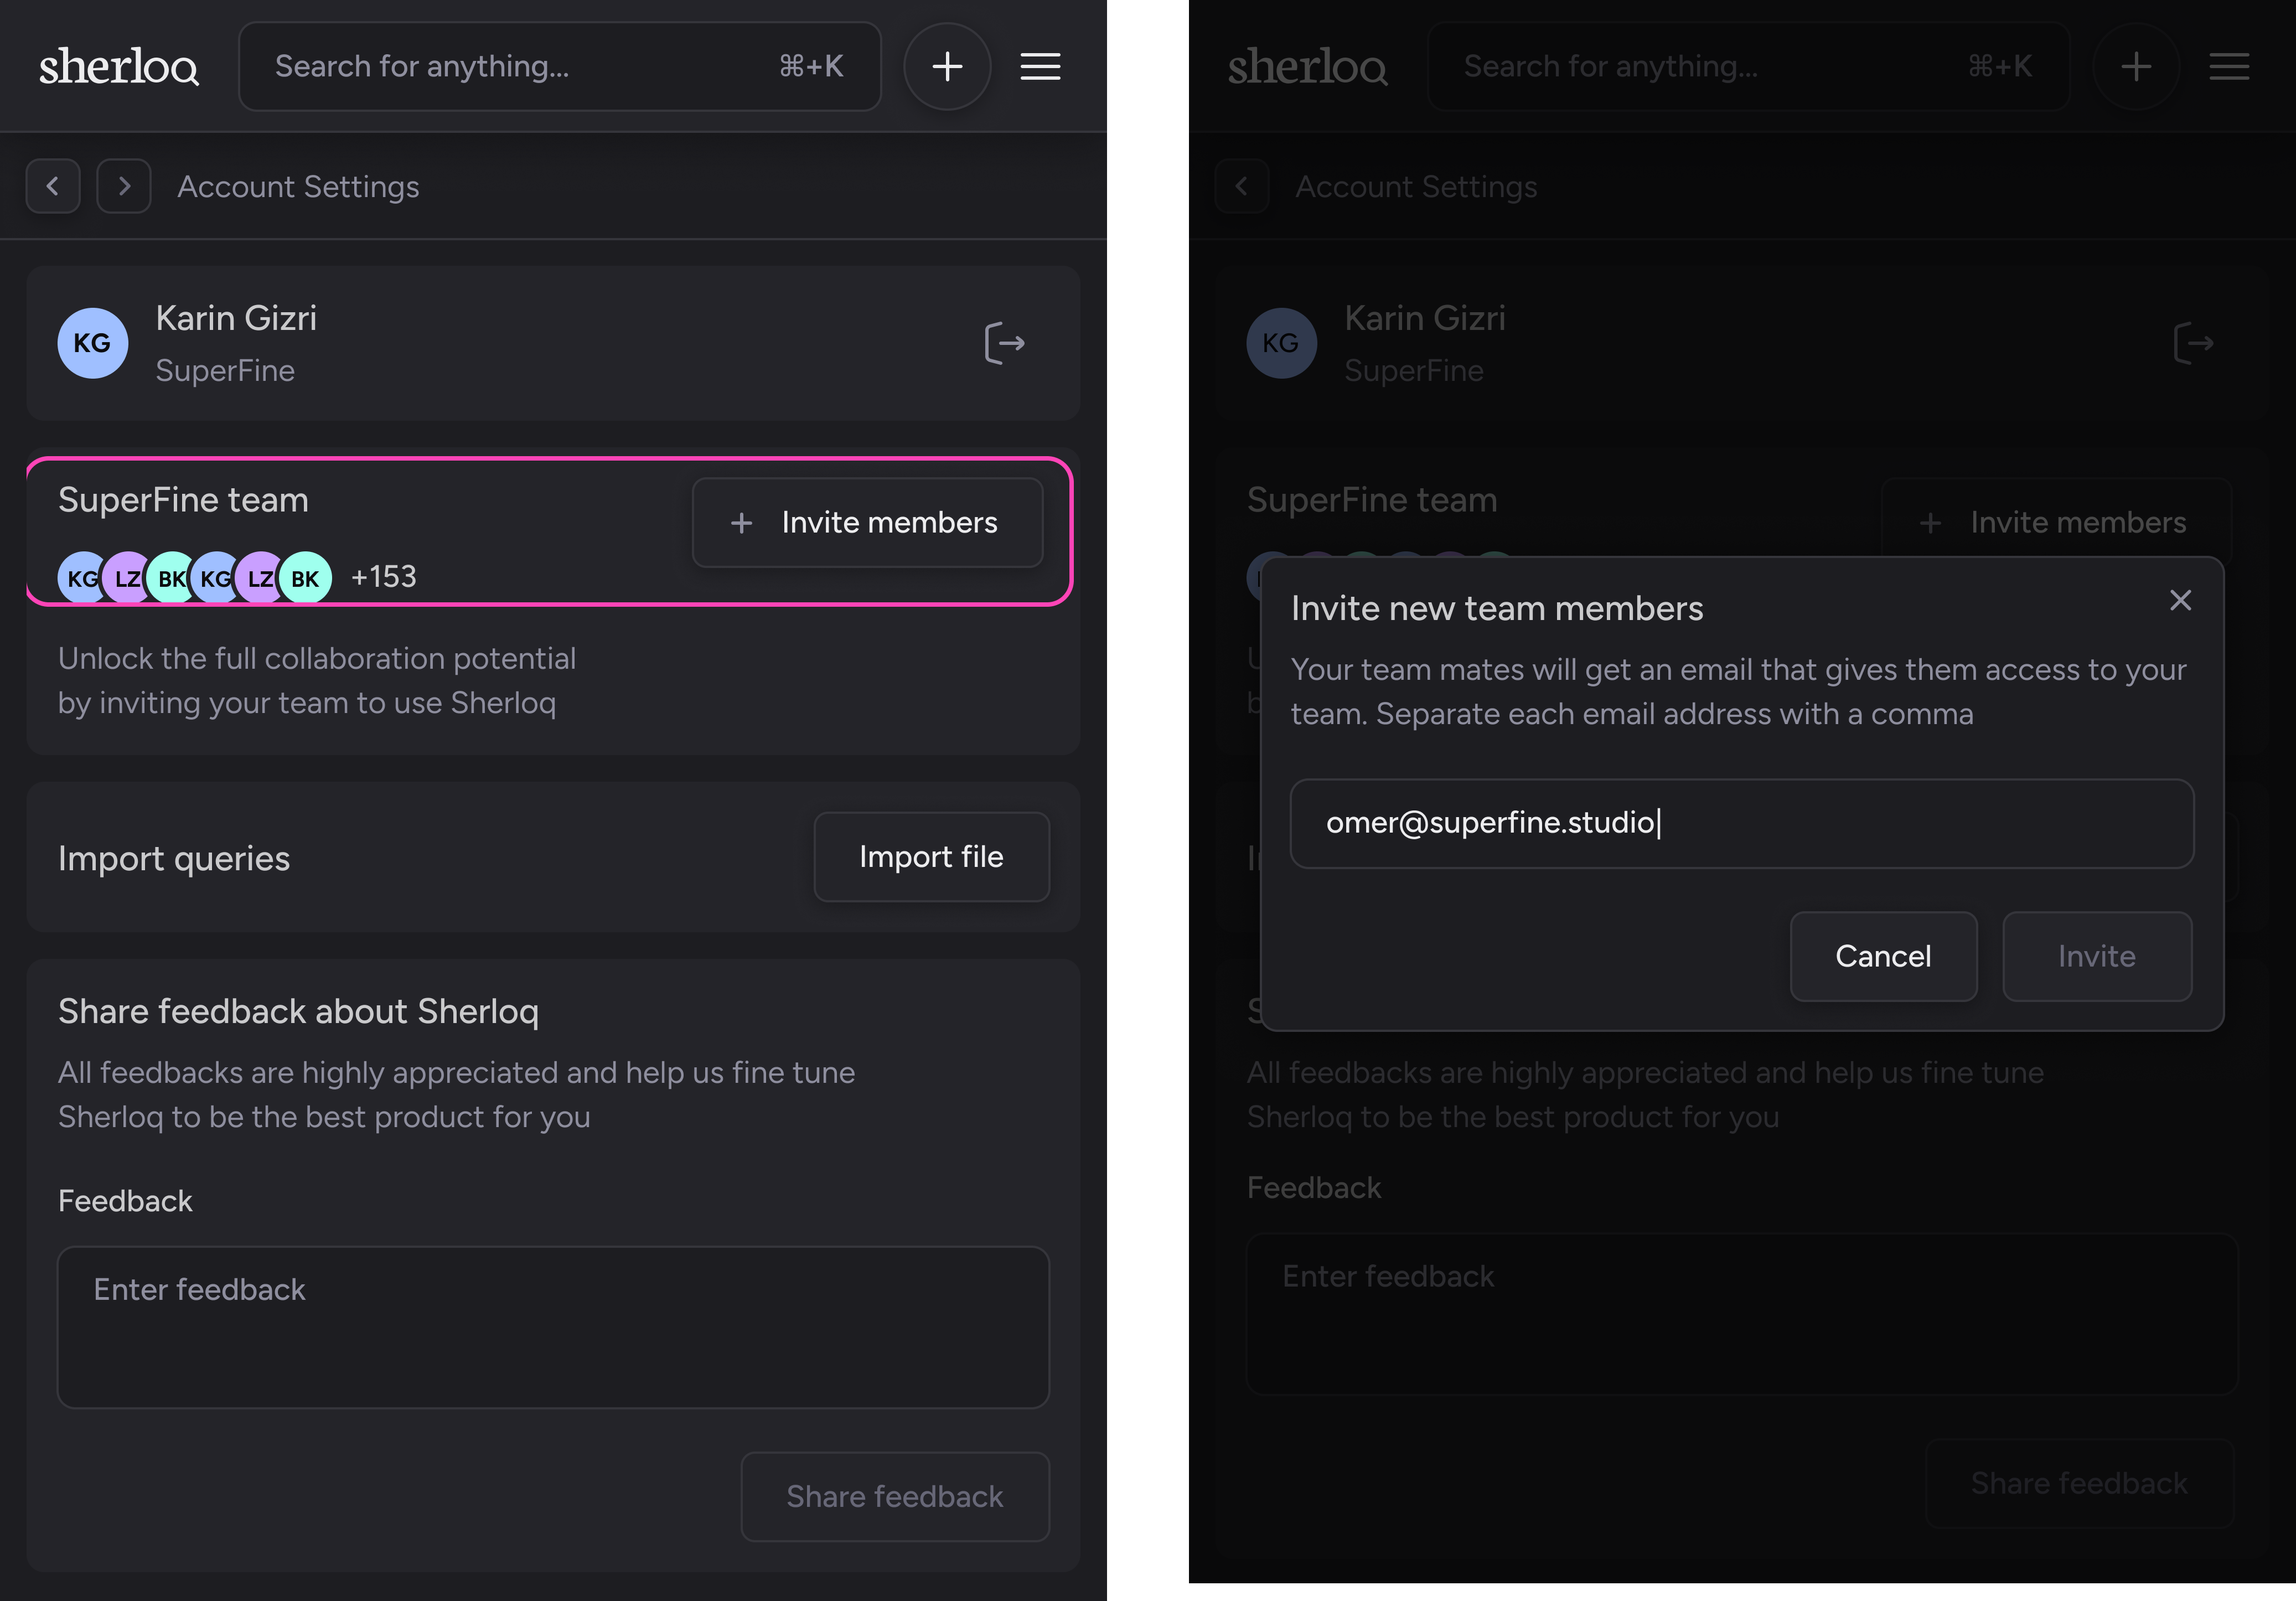 sherloq
Search for anything... ⌘+K
Account Settings
KG
Karin Gizri
SuperFine
SuperFine team
+ Invite members
KG LZ BK KG LZ BK +153
Unlock the full collaboration potential
by inviting your team to use Sherloq
Import queries
Import file
Share feedback about Sherloq
All feedbacks are highly appreciated and help us fine tune
Sherloq to be the best product for you
Feedback
Enter feedback
Share feedback
sherloq
Search for anything... ⌘+K
Account Settings
KG
Karin Gizri
SuperFine
SuperFine team
+ Invite members
Invite new team members
Your team mates will get an email that gives them access to your
team. Separate each email address with a comma
omer@superfine.studio
Cancel
Invite
All feedbacks are highly appreciated and help us fine tune
Sherloq to be the best product for you
Feedback
Enter feedback
Share feedback